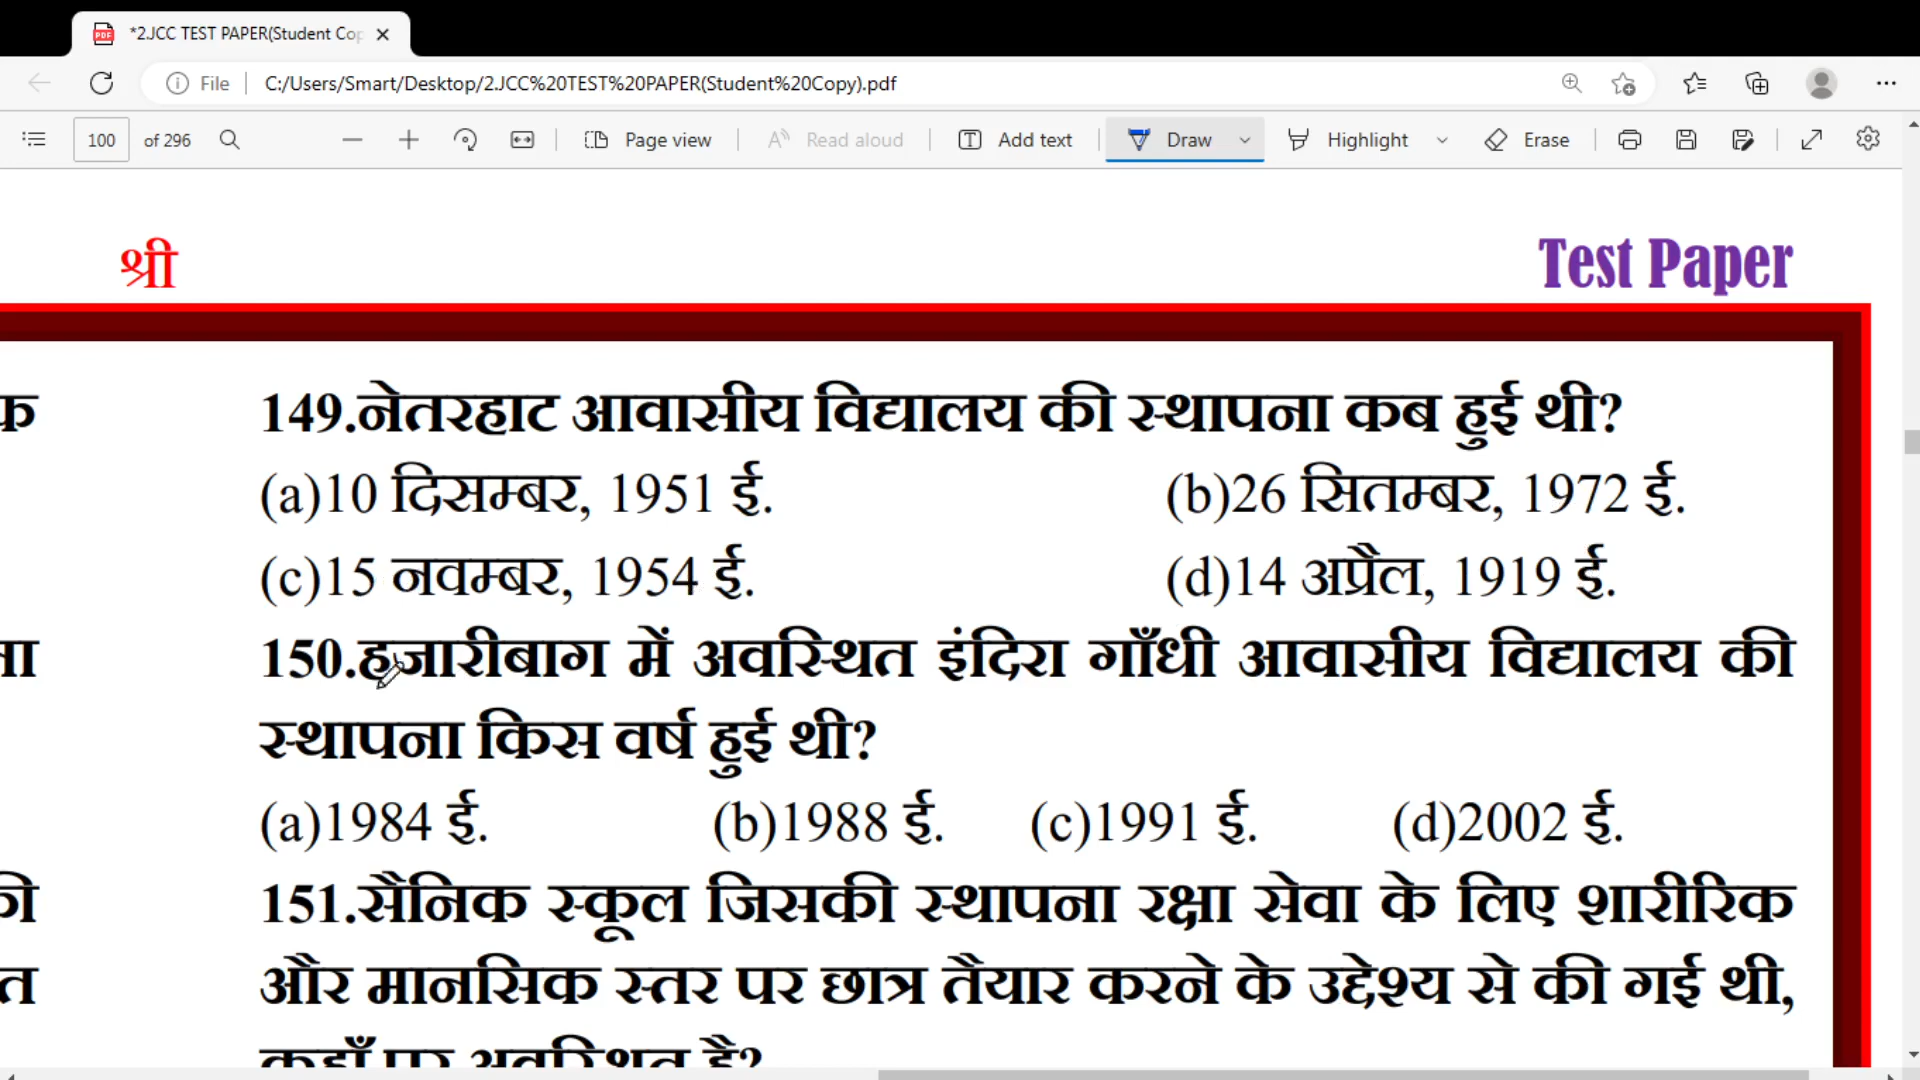 *2.JCC TEST PAPER(Student Cop
File C:/Users/Smart/Desktop/2.JCC%20TEST%20PAPER(Student%20Copy).pdf
100 of 296 Page view Read aloud Add text Draw Highlight Erase
श्री Test Paper
149.नेतरहाट आवासीय विद्यालय की स्थापना कब हुई थी?
(a)10 दिसम्बर, 1951 ई. (b)26 सितम्बर, 1972 ई.
(c)15 नवम्बर, 1954 ई. (d)14 अप्रैल, 1919 ई.
150.हजारीबाग में अवस्थित इंदिरा गाँधी आवासीय विद्यालय की
स्थापना किस वर्ष हुई थी?
(a)1984 ई. (b)1988 ई. (c)1991 ई. (d)2002 ई.
151.सैनिक स्कूल जिसकी स्थापना रक्षा सेवा के लिए शारीरिक
और मानसिक स्तर पर छात्र तैयार करने के उद्देश्य से की गई थी,
कहाँ पर अवस्थित है?